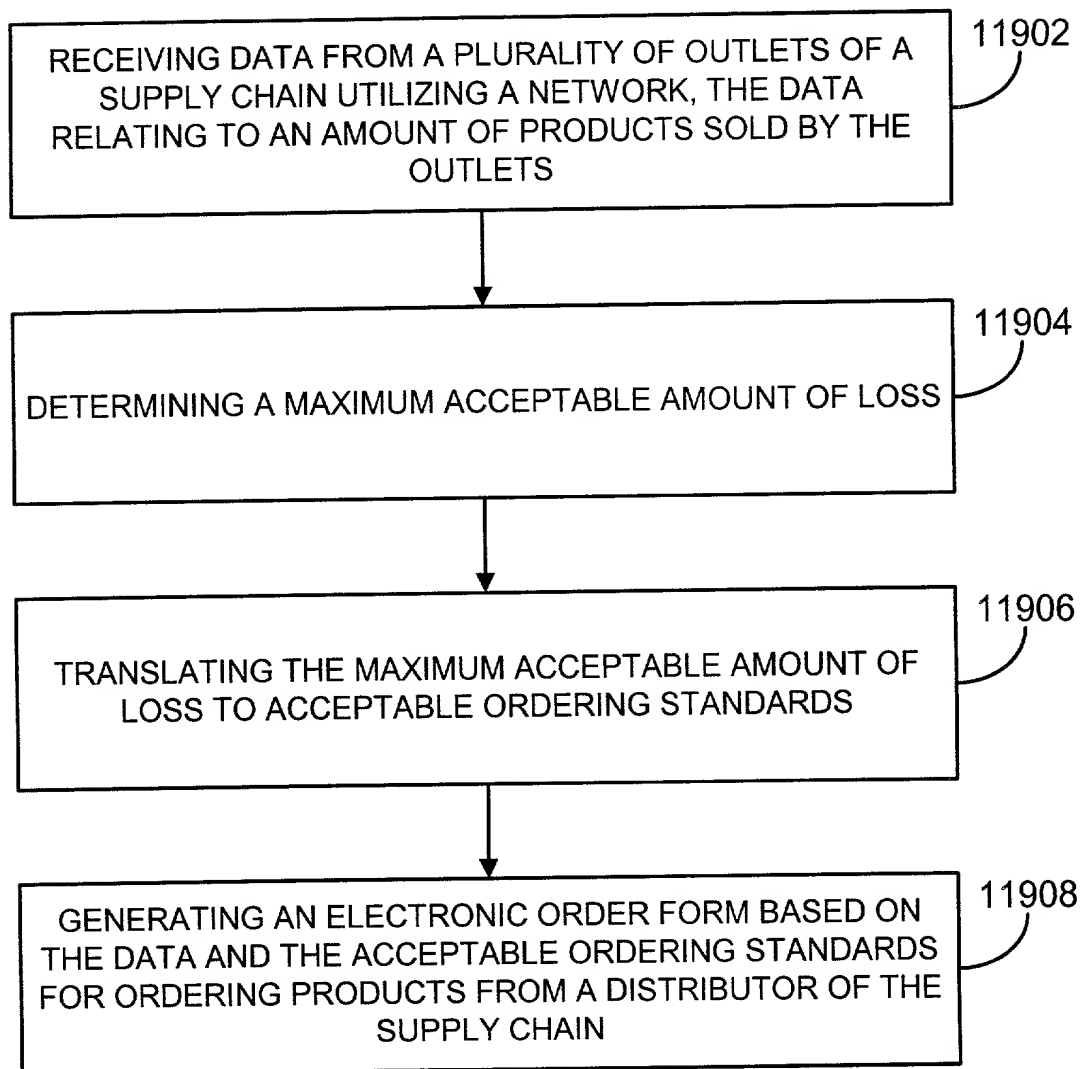 11902
RECEIVING DATA FROM A PLURALITY OF OUTLETS OF A
SUPPLY CHAIN UTILIZING A NETWORK, THE DATA
RELATING TO AN AMOUNT OF PRODUCTS SOLD BY THE
OUTLETS
11904
DETERMINING A MAXIMUM ACCEPTABLE AMOUNT OF LOSS
11906
TRANSLATING THE MAXIMUM ACCEPTABLE AMOUNT OF
LOSS TO ACCEPTABLE ORDERING STANDARDS
11908
GENERATING AN ELECTRONIC ORDER FORM BASED ON
THE DATA AND THE ACCEPTABLE ORDERING STANDARDS
FOR ORDERING PRODUCTS FROM A DISTRIBUTOR OF THE
SUPPLY CHAIN